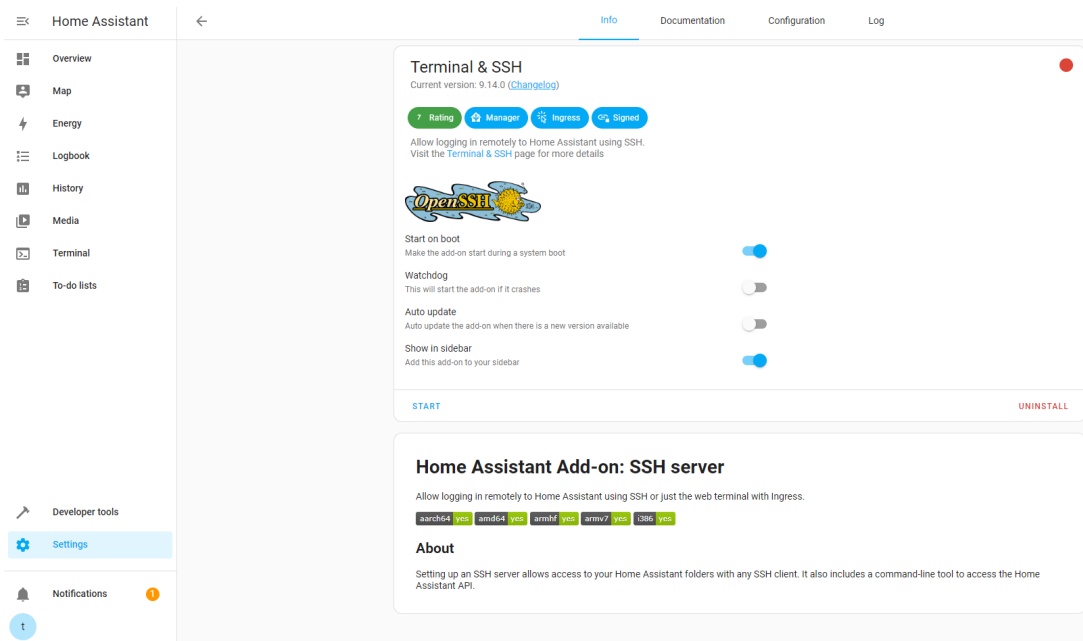 Home Assistant
Overview
Map
Energy
Logbook
History
Media
Terminal
To-do lists
Developer tools
Settings
Notifications
1
t
Info
Documentation
Configuration
Log
Terminal & SSH
Current version: 9.14.0 (Changelog)
7 Rating
Manager
Ingress
Signed
Allow logging in remotely to Home Assistant using SSH.
Visit the Terminal & SSH page for more details
OpenSSH
Start on boot
Make the add-on start during a system boot
Watchdog
This will start the add-on if it crashes
Auto update
Auto update the add-on when there is a new version available
Show in sidebar
Add this add-on to your sidebar
START
UNINSTALL
Home Assistant Add-on: SSH server
Allow logging in remotely to Home Assistant using SSH or just the web terminal with Ingress.
aarch64 yes amd64 yes armhf yes armv7 yes i386 yes
About
Setting up an SSH server allows access to your Home Assistant folders with any SSH client. It also includes a command-line tool to access the Home
Assistant API.